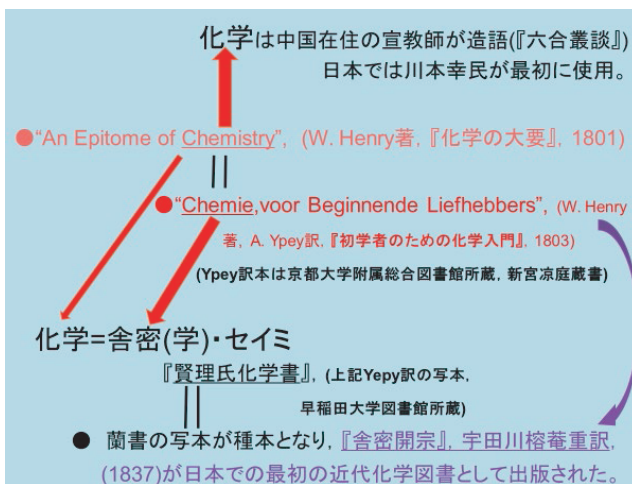 化学は中国在住の宣教師が造語(『六合叢談』)
日本では川本幸民が最初に使用。
●“An Epitome of Chemistry”, (W. Henry著, 『化学の大要』, 1801)
●“Chemie,voor Beginnende Liefhebbers”, (W. Henry
著, A. Ypey訳, 『初学者のための化学入門』, 1803)
(Ypey訳本は京都大学附属総合図書館所蔵, 新宮凉庭蔵書)
化学=舎密(学)・セイミ
『賢理氏化学書』, (上記Yepy訳の写本,
早稲田大学図書館所蔵)
● 蘭書の写本が種本となり, 『舎密開宗』, 宇田川榕菴重訳,
(1837)が日本での最初の近代化学図書として出版された。